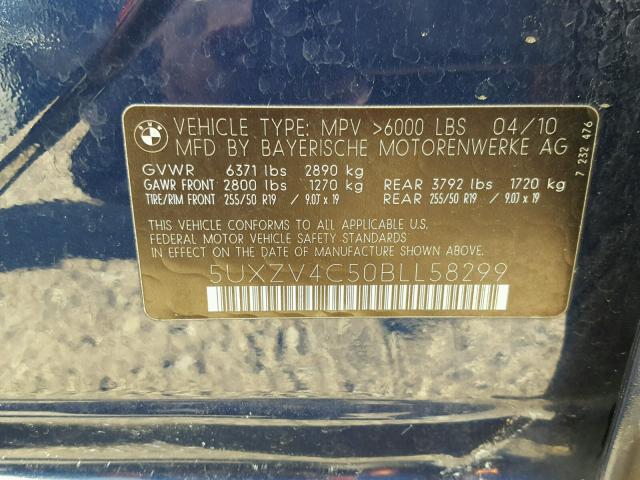 BMW
VEHICLE TYPE: MPV >6000 LBS 04/10
MFD BY BAYERISCHE MOTORENWERKE AG
GVWR 6371 lbs 2890 kg
GAWR FRONT 2800 lbs 1270 kg REAR 3792 lbs 1720 kg
TIRE/RIM FRONT 255/50 R19 / 9.0J x 19 REAR 255/50 R19 / 9.0J x 19
THIS VEHICLE CONFORMS TO ALL APPLICABLE U.S.
FEDERAL MOTOR VEHICLE SAFETY STANDARDS
IN EFFECT ON THE DATE OF MANUFACTURE SHOWN ABOVE.
5UXZV4C50BLL58299
7 232 476